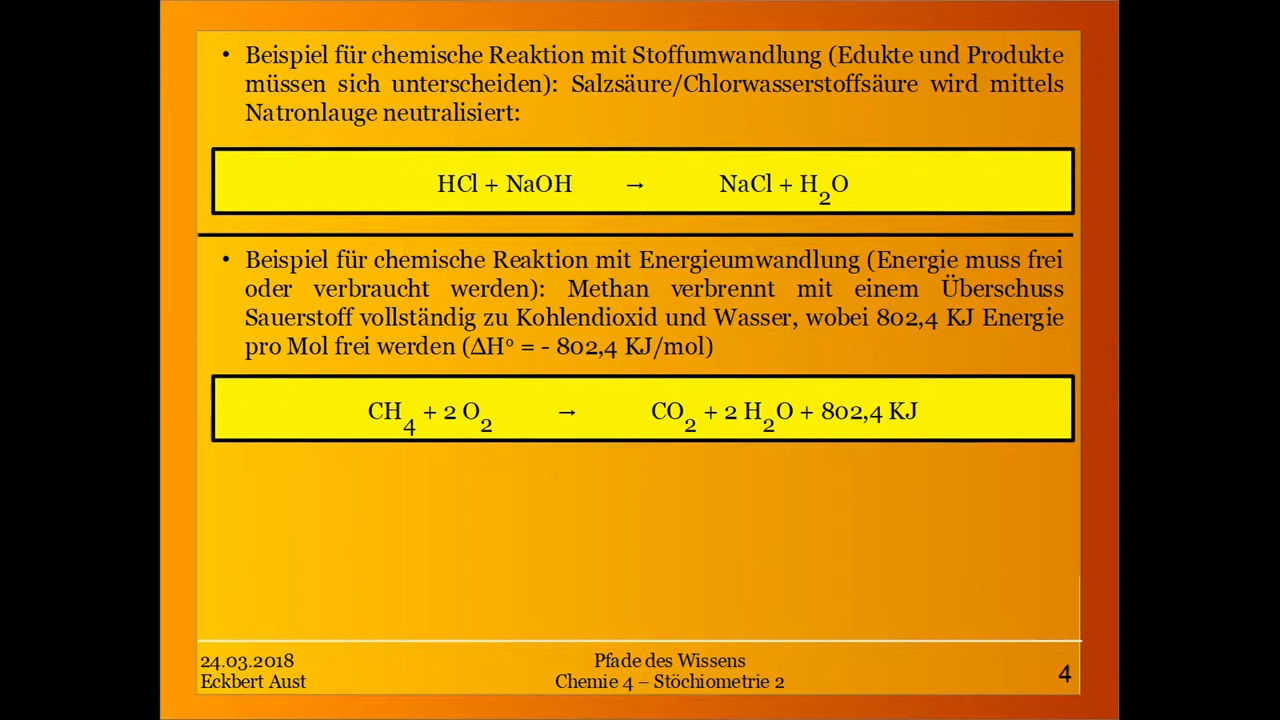 • Beispiel für chemische Reaktion mit Stoffumwandlung (Edukte und Produkte
müssen sich unterscheiden): Salzsäure/Chlorwasserstoffsäure wird mittels
Natronlauge neutralisiert:
HCl + NaOH → NaCl + H₂O
• Beispiel für chemische Reaktion mit Energieumwandlung (Energie muss frei
oder verbraucht werden): Methan verbrennt mit einem Überschuss
Sauerstoff vollständig zu Kohlendioxid und Wasser, wobei 802,4 KJ Energie
pro Mol frei werden (ΔH° = - 802,4 KJ/mol)
CH₄ + 2 O₂ → CO₂ + 2 H₂O + 802,4 KJ
24.03.2018
Eckbert Aust
Pfade des Wissens
Chemie 4 – Stöchiometrie 2
4